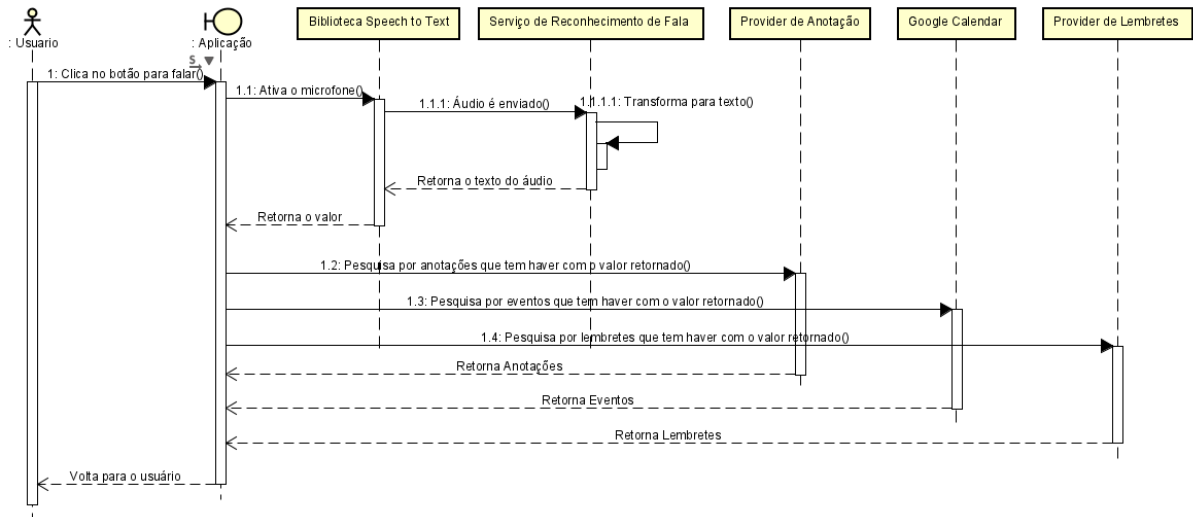 Biblioteca Speech to Text
Serviço de Reconhecimento de Fala
Provider de Anotação
Google Calendar
Provider de Lembretes
: Usuario
: Aplicação
S
1: Clica no botão para falar()
1.1: Ativa o microfone()
1.1.1: Áudio é enviado()
1.1.1.1: Transforma para texto()
Retorna o texto do áudio
Retorna o valor
1.2: Pesquisa por anotações que tem haver com o valor retornado()
1.3: Pesquisa por eventos que tem haver com o valor retornado()
1.4: Pesquisa por lembretes que tem haver com o valor retornado()
Retorna Anotações
Retorna Eventos
Retorna Lembretes
Volta para o usuário